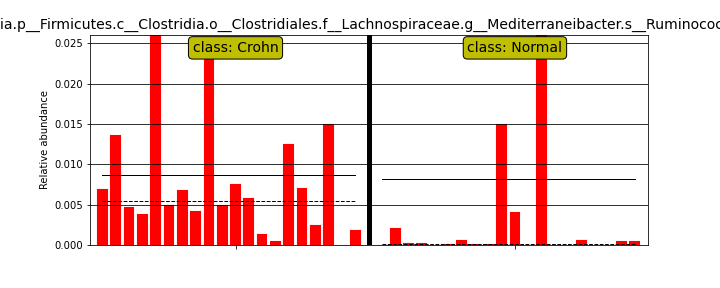 ia.p__Firmicutes.c__Clostridia.o__Clostridiales.f__Lachnospiraceae.g__Mediterraneibacter.s__Ruminoco
class: Crohn
class: Normal
Relative abundance
0.025
0.020
0.015
0.010
0.005
0.000